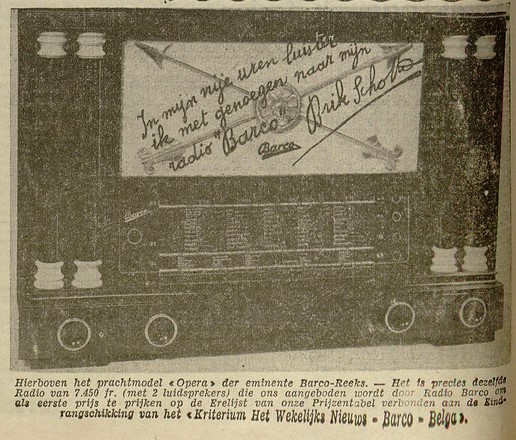 In mijn vrije uren luister
ik met genoegen naar mijn
radio "Barco"
Brik Schotte
Barco
Barco
Hierboven het prachtmodel « Opera » der eminente Barco-Reeks. — Het is precies dezelfde
Radio van 7.450 fr. (met 2 luidsprekers) die ons aangeboden wordt door Radio Barco om
als eerste prijs te prijken op de Erelijst van onze Prijzentabel verbonden aan de Eind-
rangschikking van het « Kriterium Het Wekelijks Nieuws - Barco - Belga ».